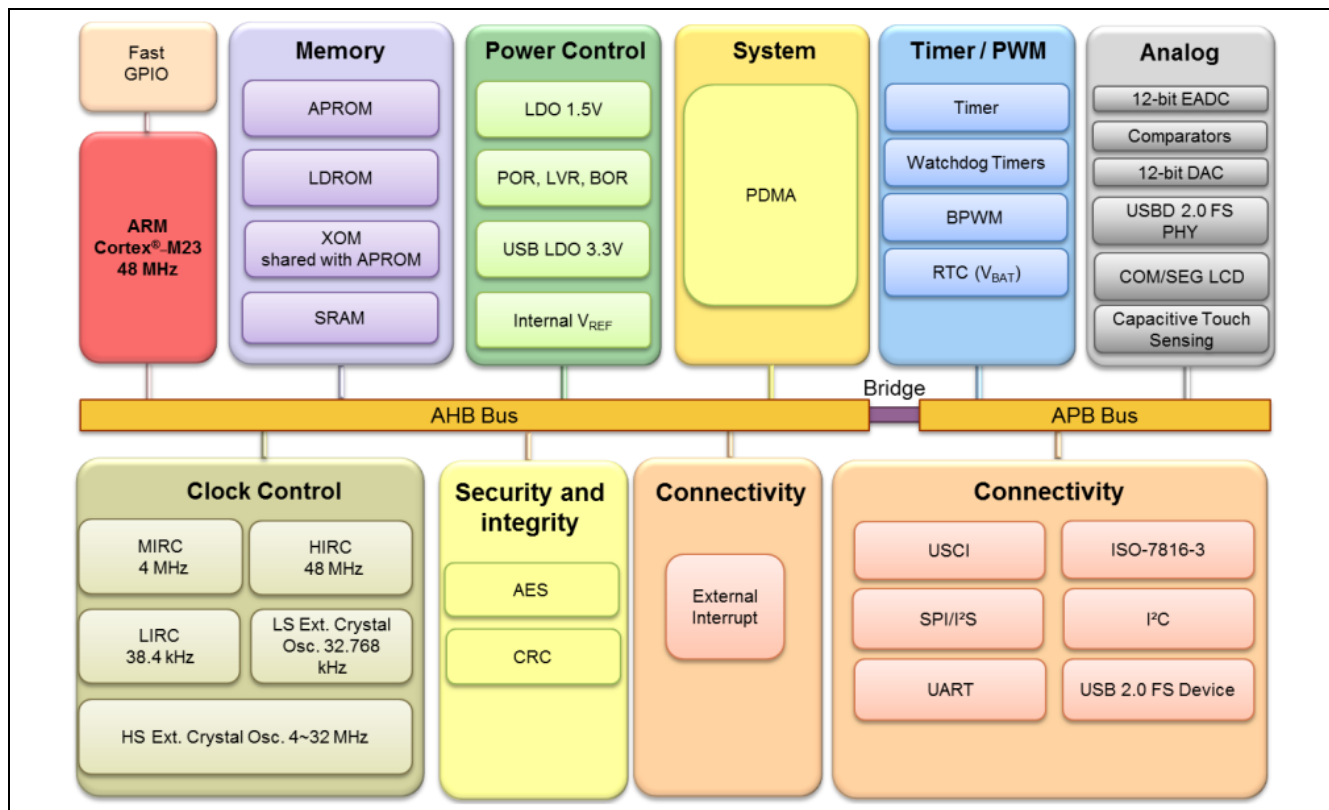 Fast
GPIO
ARM
Cortex®-M23
48 MHz
Memory
APROM
LDROM
XOM
shared with APROM
SRAM
Power Control
LDO 1.5V
POR, LVR, BOR
USB LDO 3.3V
Internal VREF
System
PDMA
Timer / PWM
Timer
Watchdog Timers
BPWM
RTC (VBAT)
Analog
12-bit EADC
Comparators
12-bit DAC
USBD 2.0 FS
PHY
COM/SEG LCD
Capacitive Touch
Sensing
AHB Bus
Bridge
APB Bus
Clock Control
MIRC
4 MHz
HIRC
48 MHz
LIRC
38.4 kHz
LS Ext. Crystal
Osc. 32.768
kHz
HS Ext. Crystal Osc. 4~32 MHz
Security and
integrity
AES
CRC
Connectivity
External
Interrupt
Connectivity
USCI
ISO-7816-3
SPI/I²S
I²C
UART
USB 2.0 FS Device